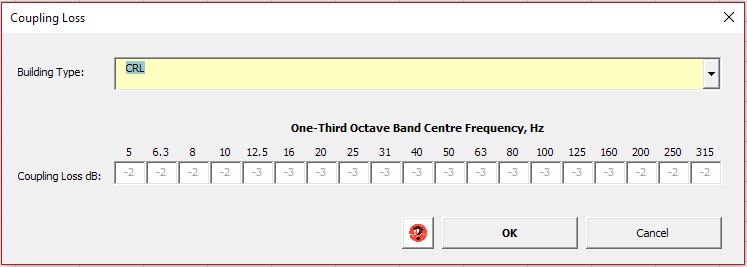 Coupling Loss
Building Type: CRL
One-Third Octave Band Centre Frequency, Hz
5 6.3 8 10 12.5 16 20 25 31 40 50 63 80 100 125 160 200 250 315
Coupling Loss dB: -2 -2 -2 -2 -3 -3 -3 -3 -3 -3 -3 -3 -3 -3 -3 -3 -2 -2 -2
? OK Cancel